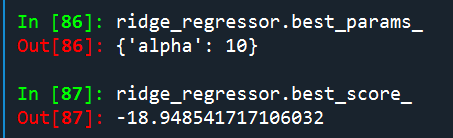 In [86]: ridge_regressor.best_params_
Out[86]: {'alpha': 10}
In [87]: ridge_regressor.best_score_
Out[87]: -18.948541717106032